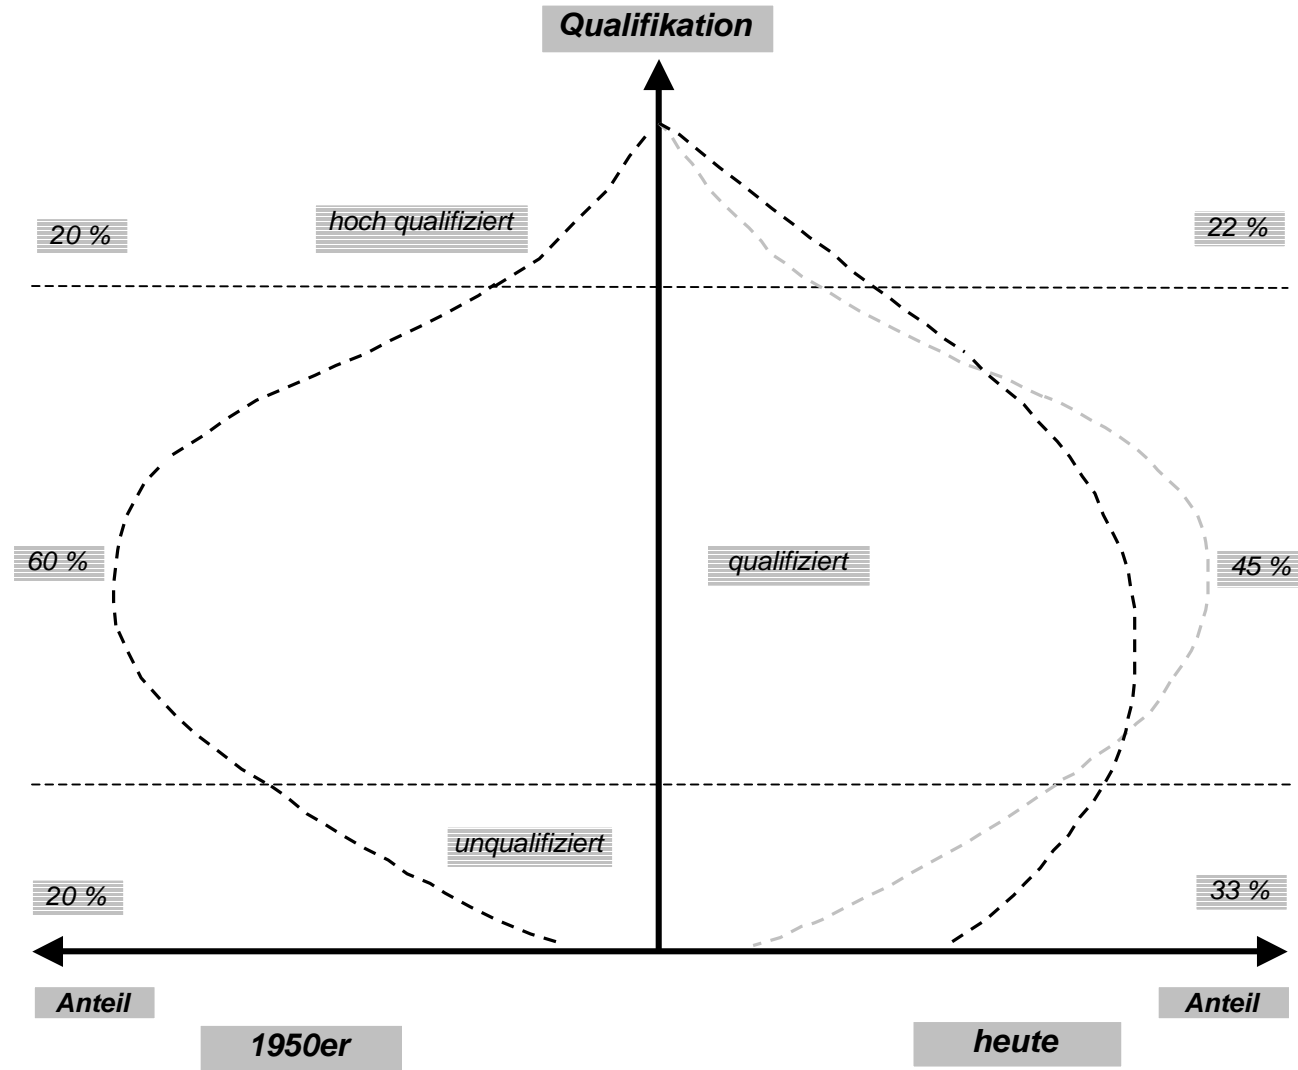 Qualifikation
20 %
hoch qualifiziert
22 %
60 %
qualifiziert
45 %
unqualifiziert
20 %
33 %
Anteil
Anteil
1950er
heute